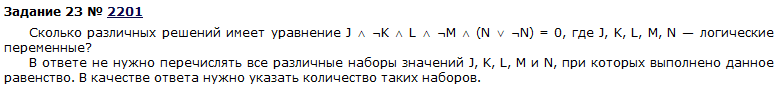 Задание 23 № 2201
Сколько различных решений имеет уравнение J ∧ ¬K ∧ L ∧ ¬M ∧ (N ∨ ¬N) = 0, где J, K, L, M, N — логические
переменные?
В ответе не нужно перечислять все различные наборы значений J, K, L, M и N, при которых выполнено данное
равенство. В качестве ответа нужно указать количество таких наборов.